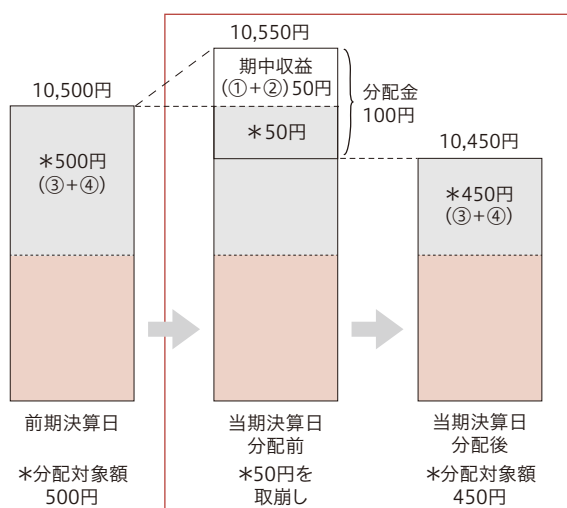 10,500円
＊500円
(③＋④)
前期決算日
＊分配対象額
500円
10,550円
期中収益
(①＋②)50円
＊50円
分配金
100円
当期決算日
分配前
＊50円を
取崩し
10,450円
＊450円
(③＋④)
当期決算日
分配後
＊分配対象額
450円